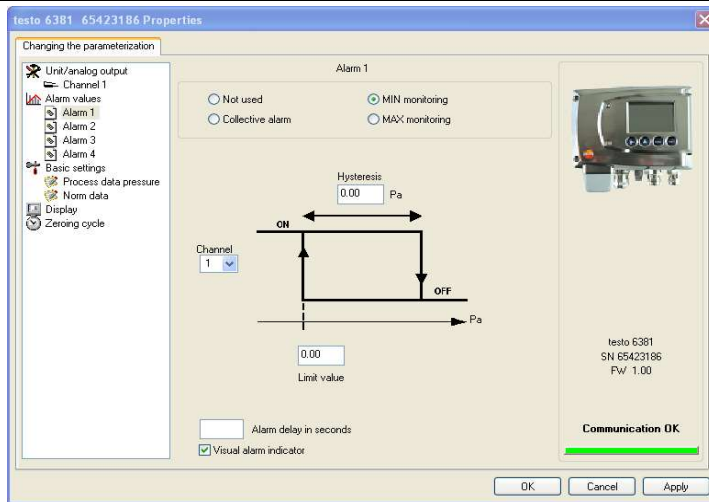 testo 6381 65423186 Properties
Changing the parameterization
Unit/analog output
Channel 1
Alarm values
Alarm 1
Alarm 2
Alarm 3
Alarm 4
Basic settings
Process data pressure
Norm data
Display
Zeroing cycle
Alarm 1
Not used
MIN monitoring
Collective alarm
MAX monitoring
Hysteresis
0.00 Pa
ON
Channel
1
OFF
Pa
0.00
Limit value
Alarm delay in seconds
Visual alarm indicator
testo 6381
SN 65423186
FW 1.00
Communication OK
OK Cancel Apply